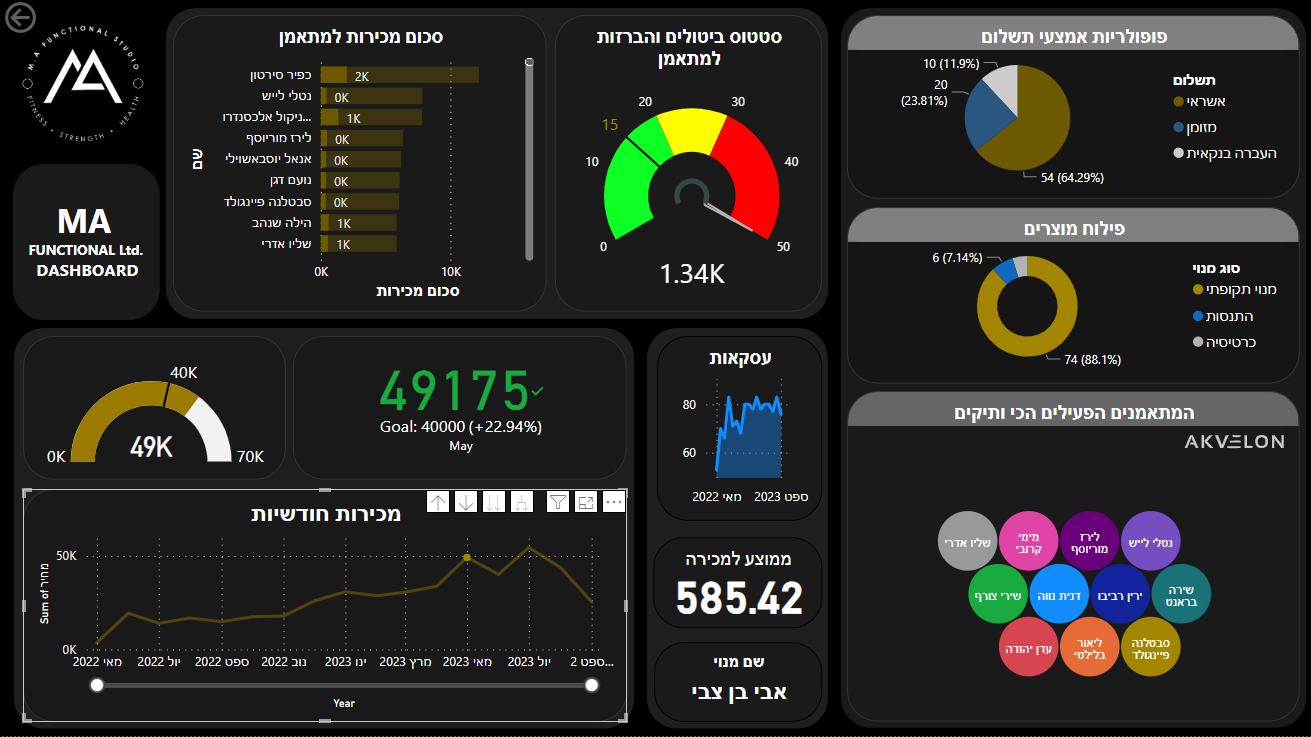 M.A FUNCTIONAL STUDIO
FITNESS • STRENGTH • HEALTH
MA
FUNCTIONAL Ltd.
DASHBOARD
סכום מכירות למתאמן
שם
כפיר סירטון
2K
נטלי לייש
0K
ניקול אלכסנדרו...
1K
לירז מוריוסף
0K
אנאל יוסבאשוילי
0K
נועם דגן
0K
סבטלנה פיינגולד
0K
הילה שנהב
1K
שליו אדרי
1K
0K
10K
סכום מכירות
סטטוס ביטולים והברזות
למתאמן
0
10
15
20
30
40
50
1.34K
פופולריות אמצעי תשלום
10 (11.9%)
20
(23.81%)
54 (64.29%)
תשלום
אשראי
מזומן
העברה בנקאית
פילוח מוצרים
6 (7.14%)
74 (88.1%)
סוג מנוי
מנוי תקופתי
התנסות
כרטיסיה
0K
40K
70K
49K
49175
Goal: 40000 (+22.94%)
May
עסקאות
80
60
מאי 2022
ספט 2023
ממוצע למכירה
585.42
שם מנוי
אבי בן צבי
מכירות חודשיות
Sum of מחיר
50K
0K
מאי 2022
יול 2022
ספט 2022
נוב 2022
ינו 2023
מרץ 2023
מאי 2023
יול 2023
ספט 2...
Year
המתאמנים הפעילים הכי ותיקים
AKVELON
שליו אדרי
מימי
קרובי
לירז
מוריוסף
נטלי לייש
שירי צורף
דנית נווה
ירין רביבו
שירה
בראנט
עדן יהודה
ליאור
בלילטי
סבטלנה
פיינגולד